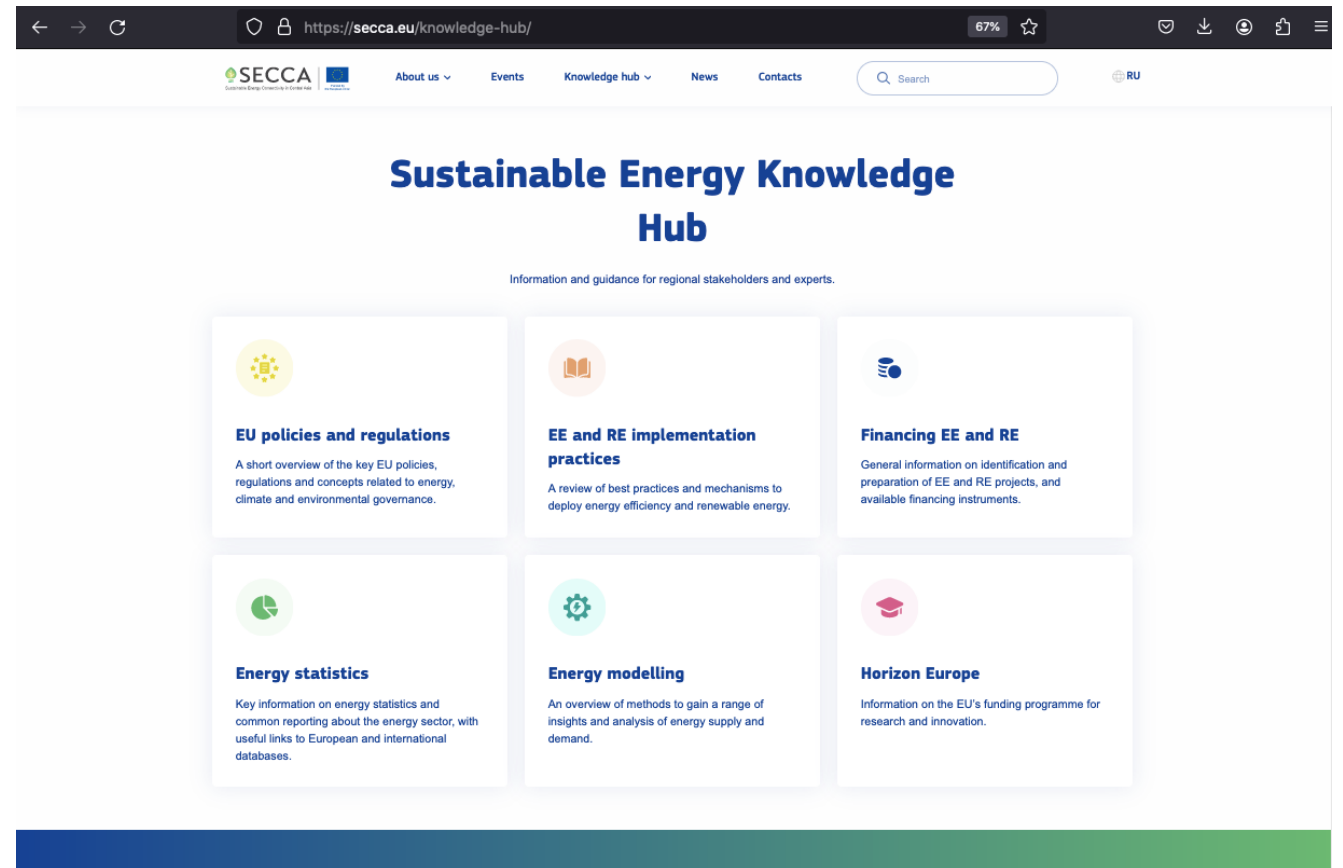 https://secca.eu/knowledge-hub/
67%
SECCA
Sustainable Energy Connectivity in Central Asia
About us
Events
Knowledge hub
News
Contacts
Search
RU
Sustainable Energy Knowledge
Hub
Information and guidance for regional stakeholders and experts.
EU policies and regulations
A short overview of the key EU policies,
regulations and concepts related to energy,
climate and environmental governance.
EE and RE implementation
practices
A review of best practices and mechanisms to
deploy energy efficiency and renewable energy.
Financing EE and RE
General information on identification and
preparation of EE and RE projects, and
available financing instruments.
Energy statistics
Key information on energy statistics and
common reporting about the energy sector, with
useful links to European and international
databases.
Energy modelling
An overview of methods to gain a range of
insights and analysis of energy supply and
demand.
Horizon Europe
Information on the EU's funding programme for
research and innovation.